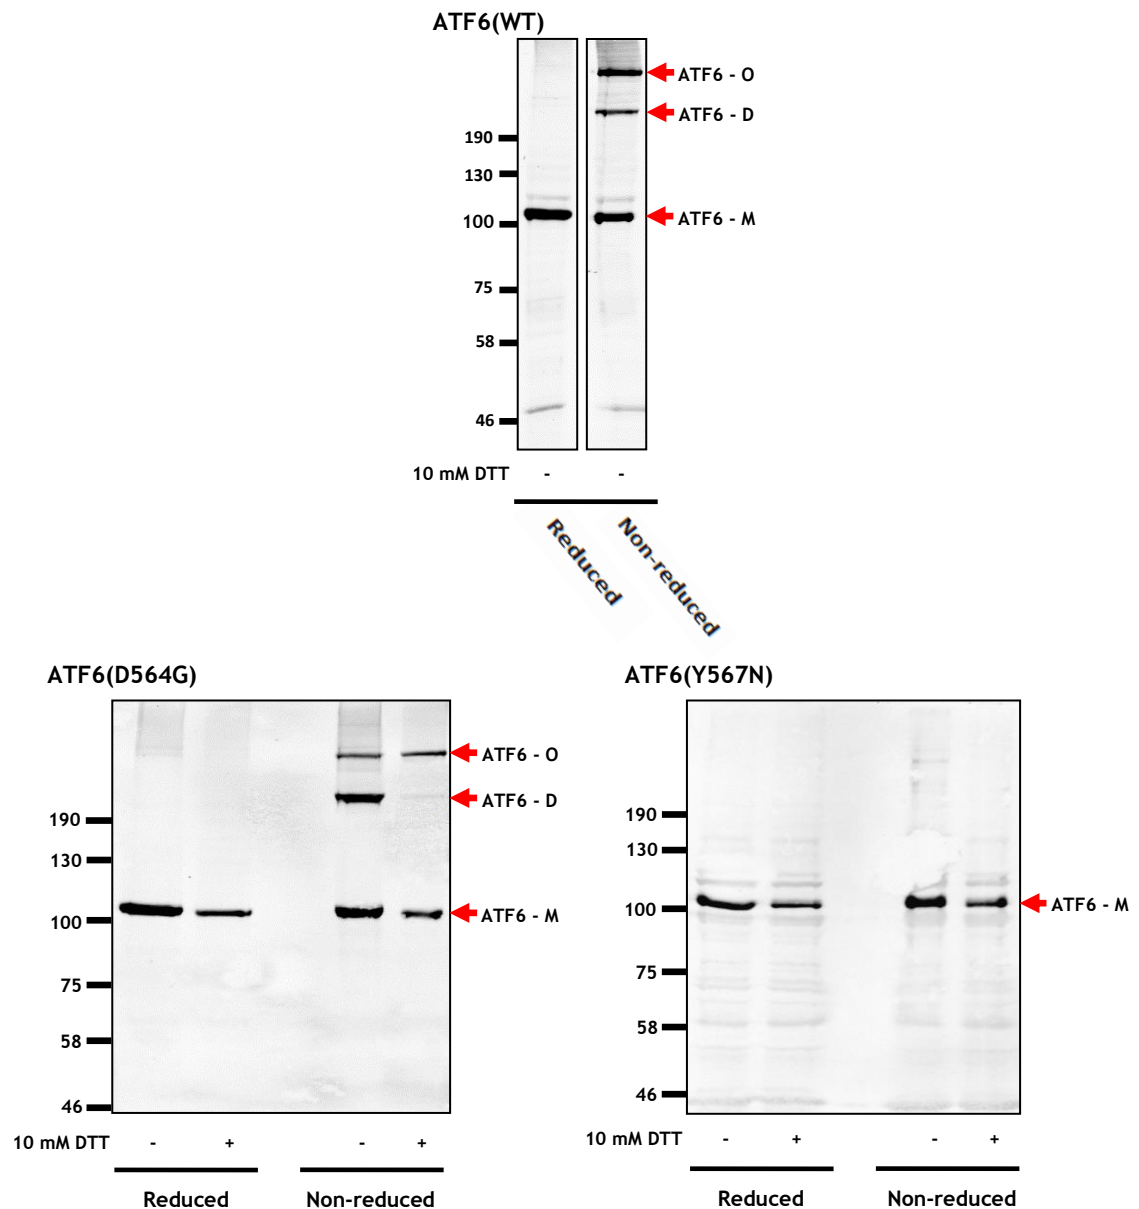 ATF6(WT)
ATF6 - O
ATF6 - D
190
130
100
ATF6 - M
75
58
46
10 mM DTT - -
Reduced
Non-reduced
ATF6(D564G)
ATF6 - O
ATF6 - D
190
130
100
ATF6 - M
75
58
46
10 mM DTT - + - +
Reduced Non-reduced
ATF6(Y567N)
190
130
100
ATF6 - M
75
58
46
10 mM DTT - + - +
Reduced Non-reduced